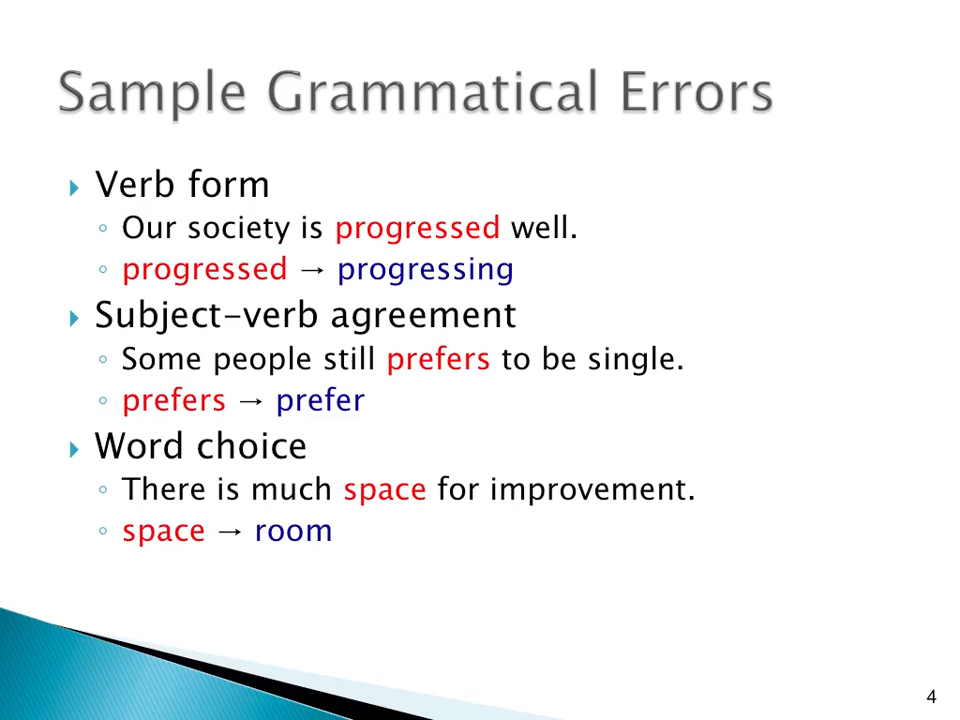 Sample Grammatical Errors
Verb form
Our society is progressed well.
progressed → progressing
Subject-verb agreement
Some people still prefers to be single.
prefers → prefer
Word choice
There is much space for improvement.
space → room
4